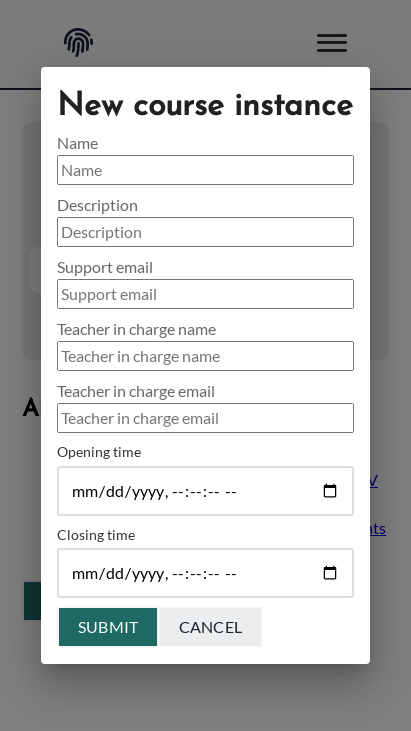 New course instance
Name
Name
Description
Description
Support email
Support email
Teacher in charge name
Teacher in charge name
Teacher in charge email
Teacher in charge email
Opening time
mm/dd/yyyy, --:--:-- --
Closing time
mm/dd/yyyy, --:--:-- --
SUBMIT CANCEL